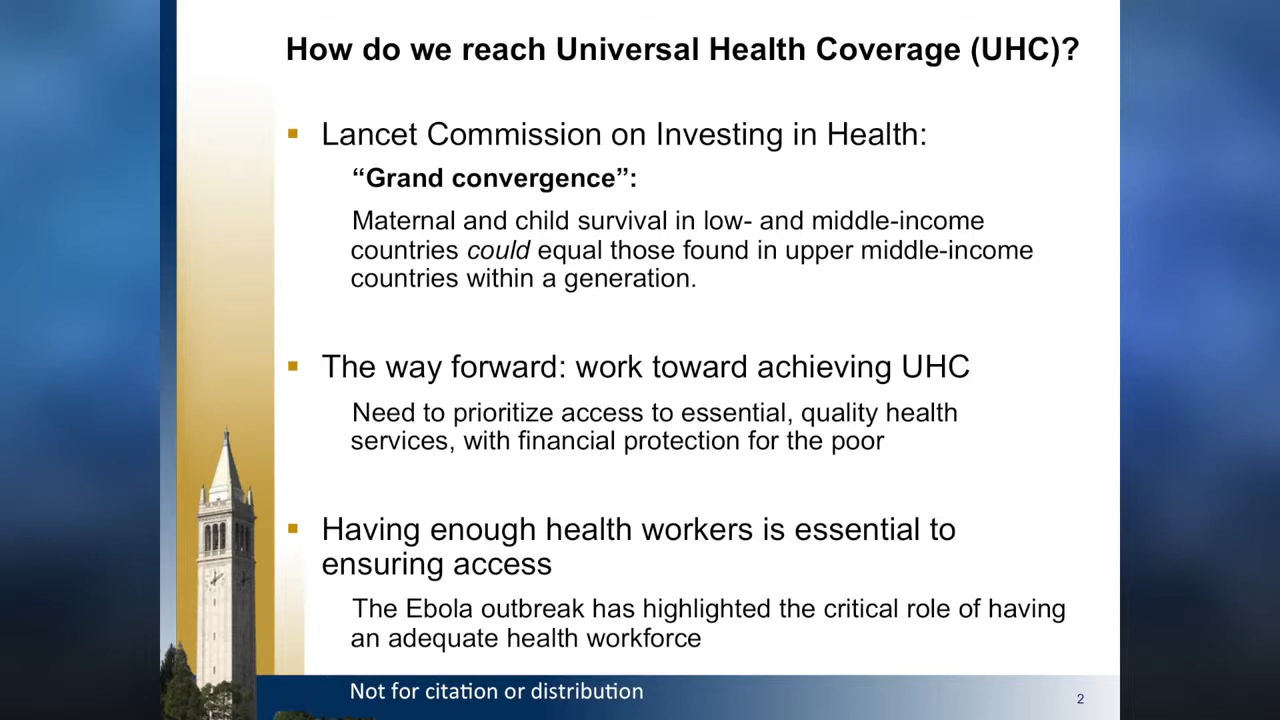 How do we reach Universal Health Coverage (UHC)?
Lancet Commission on Investing in Health:
“Grand convergence”:
Maternal and child survival in low- and middle-income
countries could equal those found in upper middle-income
countries within a generation.
The way forward: work toward achieving UHC
Need to prioritize access to essential, quality health
services, with financial protection for the poor
Having enough health workers is essential to
ensuring access
The Ebola outbreak has highlighted the critical role of having
an adequate health workforce
Not for citation or distribution
2